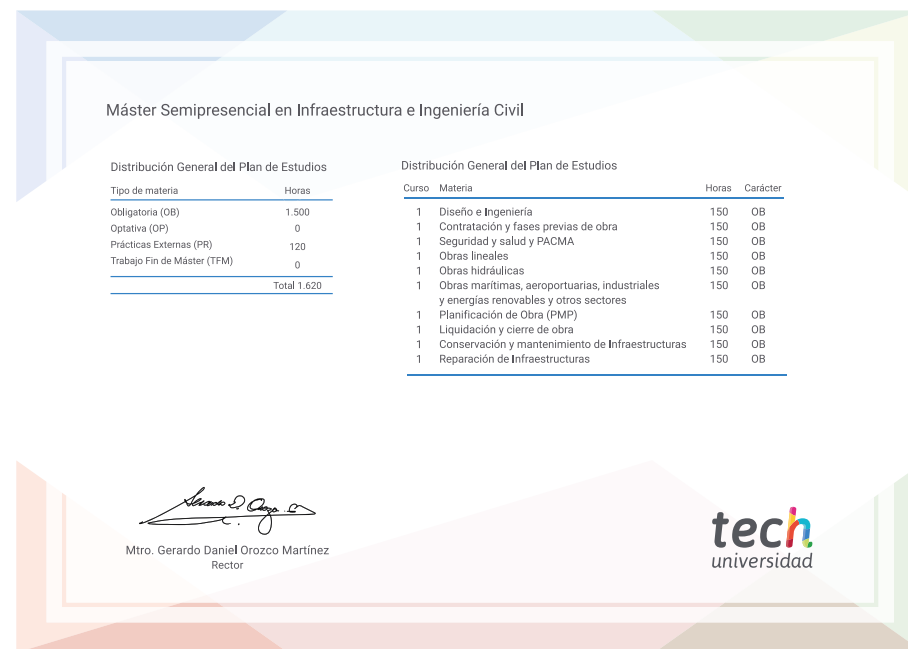 Máster Semipresencial en Infraestructura e Ingeniería Civil
Distribución General del Plan de Estudios
Tipo de materia Horas
Obligatoria (OB) 1.500
Optativa (OP) 0
Prácticas Externas (PR) 120
Trabajo Fin de Máster (TFM) 0
Total 1.620
Distribución General del Plan de Estudios
Curso Materia Horas Carácter
1 Diseño e Ingeniería 150 OB
1 Contratación y fases previas de obra 150 OB
1 Seguridad y salud y PACMA 150 OB
1 Obras lineales 150 OB
1 Obras hidráulicas 150 OB
1 Obras marítimas, aeroportuarias, industriales 150 OB
y energías renovables y otros sectores
1 Planificación de Obra (PMP) 150 OB
1 Liquidación y cierre de obra 150 OB
1 Conservación y mantenimiento de Infraestructuras 150 OB
1 Reparación de Infraestructuras 150 OB
Mtro. Gerardo Daniel Orozco Martínez
Rector
tech
universidad